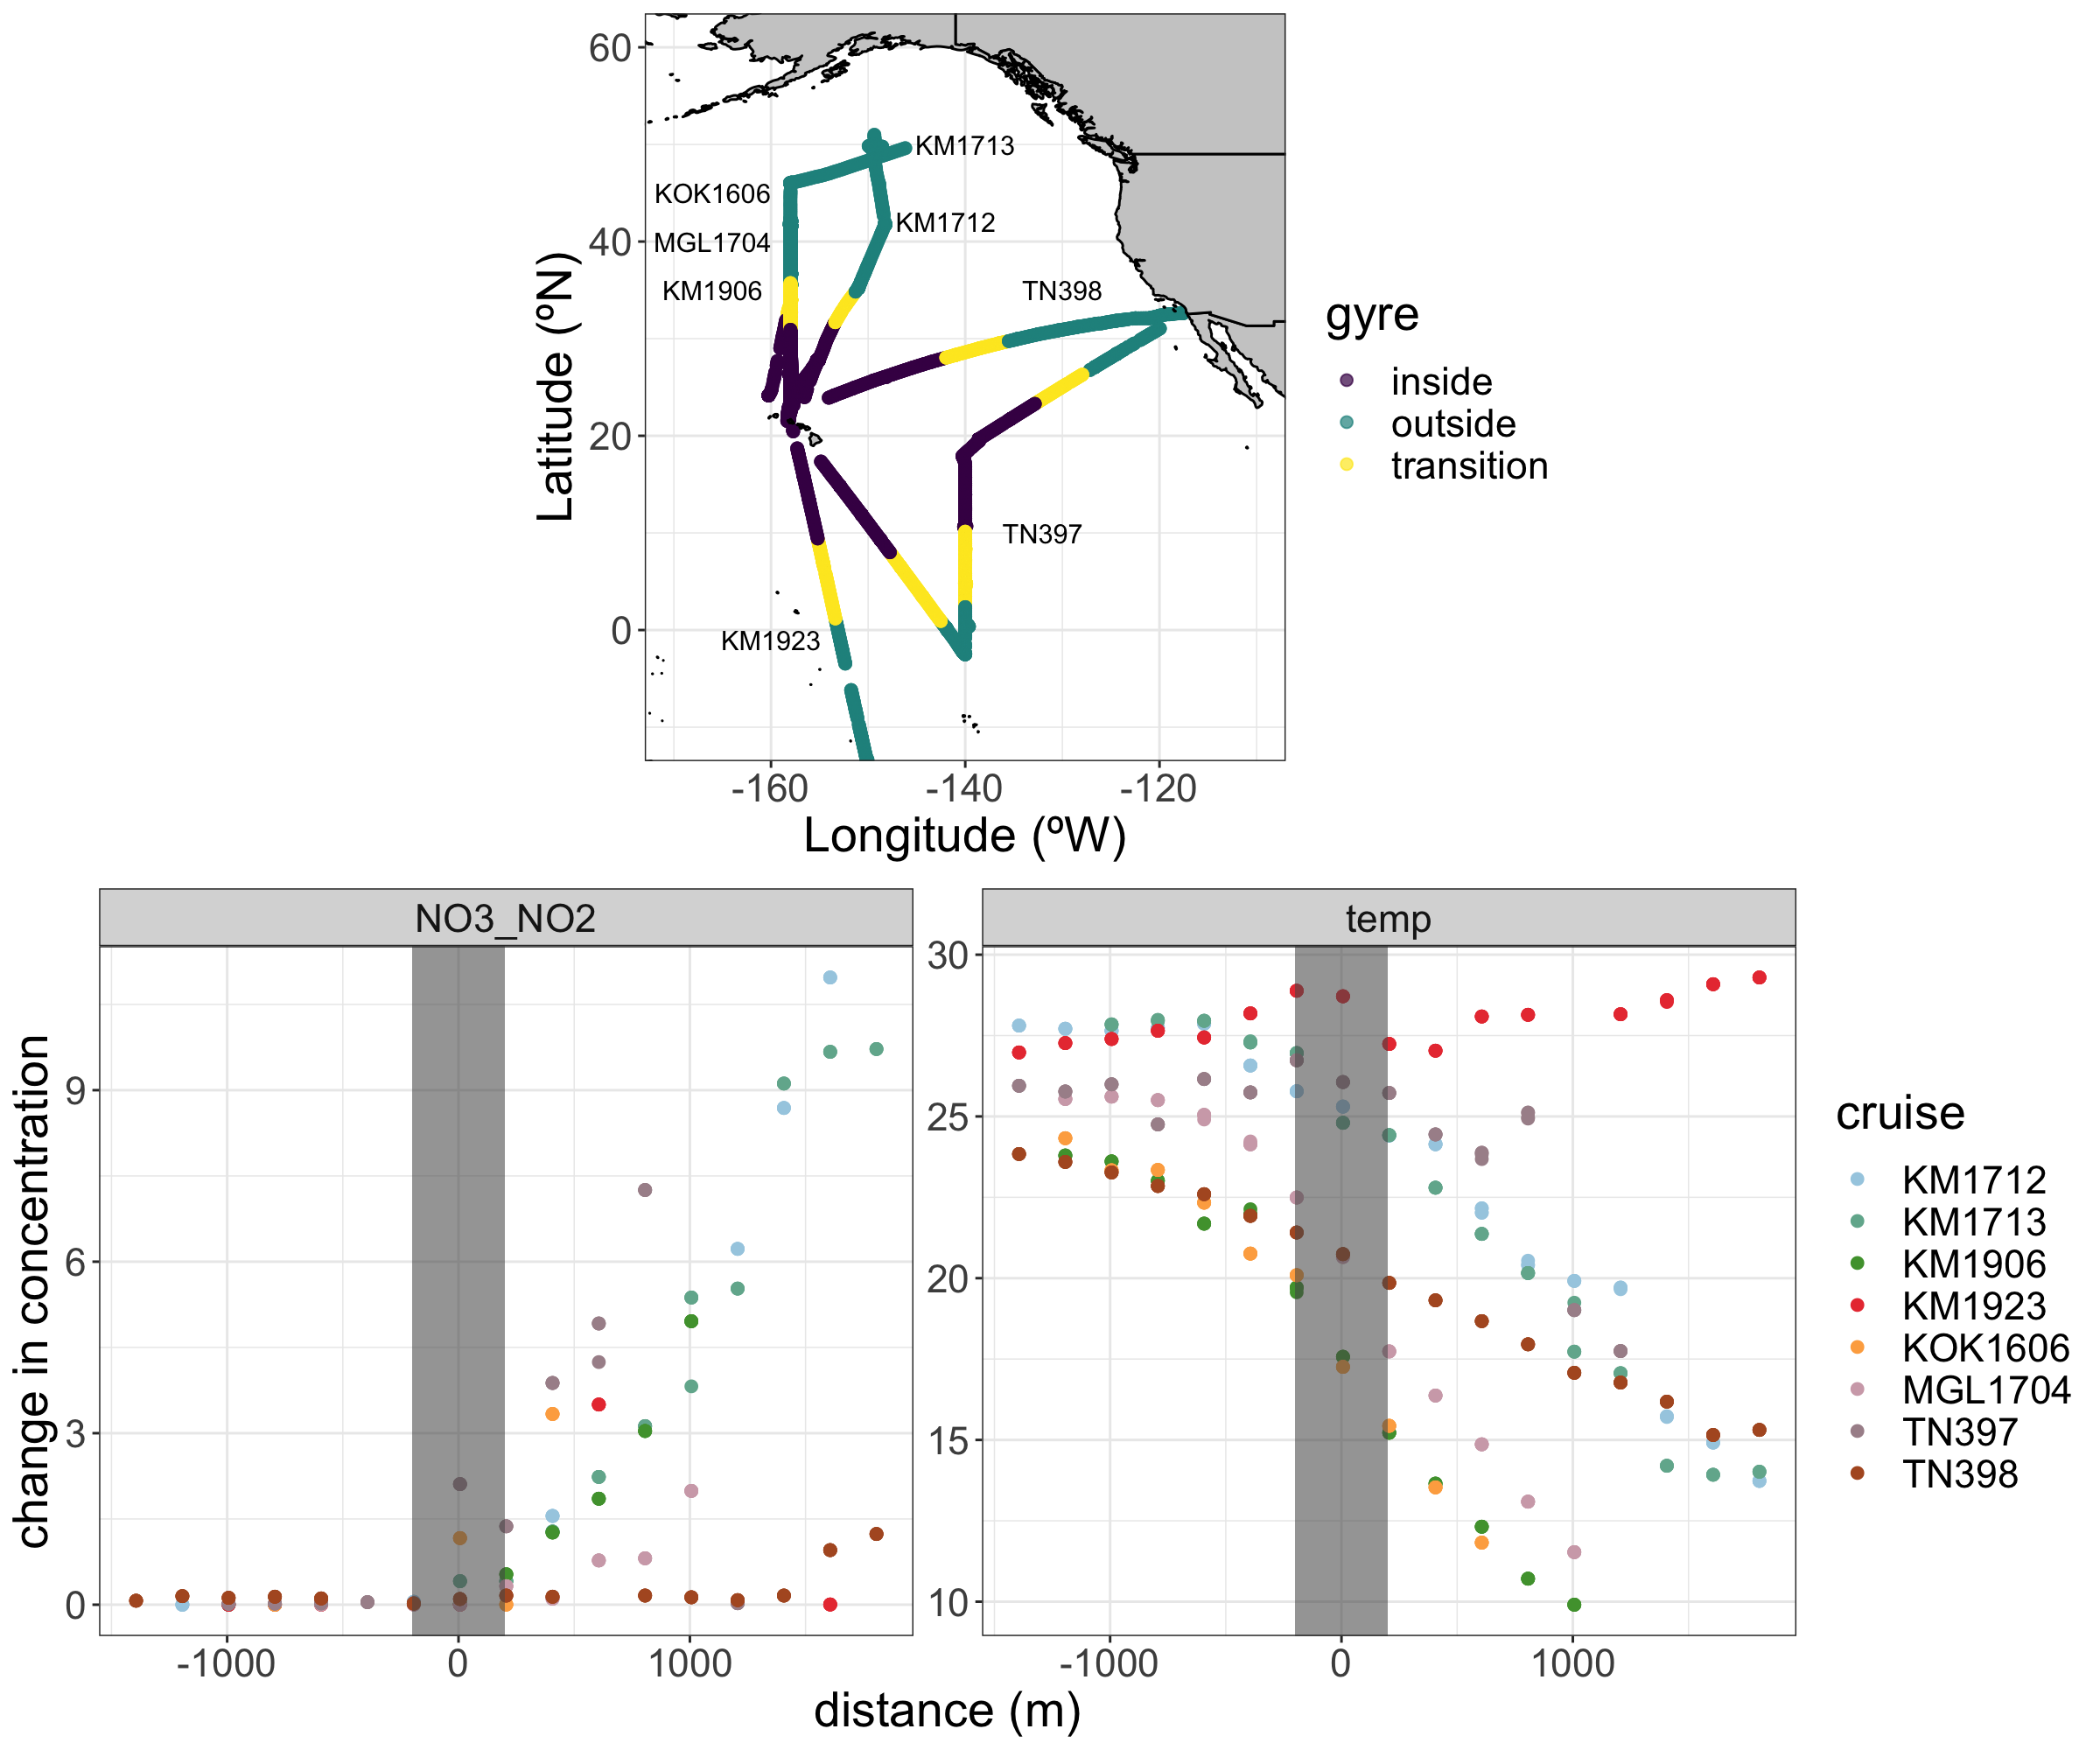 60
40
20
0
Latitude (ºN)
KM1713
KOK1606
KM1712
MGL1704
KM1906
TN398
TN397
KM1923
-160
-140
-120
Longitude (ºW)
gyre
inside
outside
transition
NO3_NO2
temp
change in concentration
9
6
3
0
30
25
20
15
10
-1000
0
1000
-1000
0
1000
distance (m)
cruise
KM1712
KM1713
KM1906
KM1923
KOK1606
MGL1704
TN397
TN398